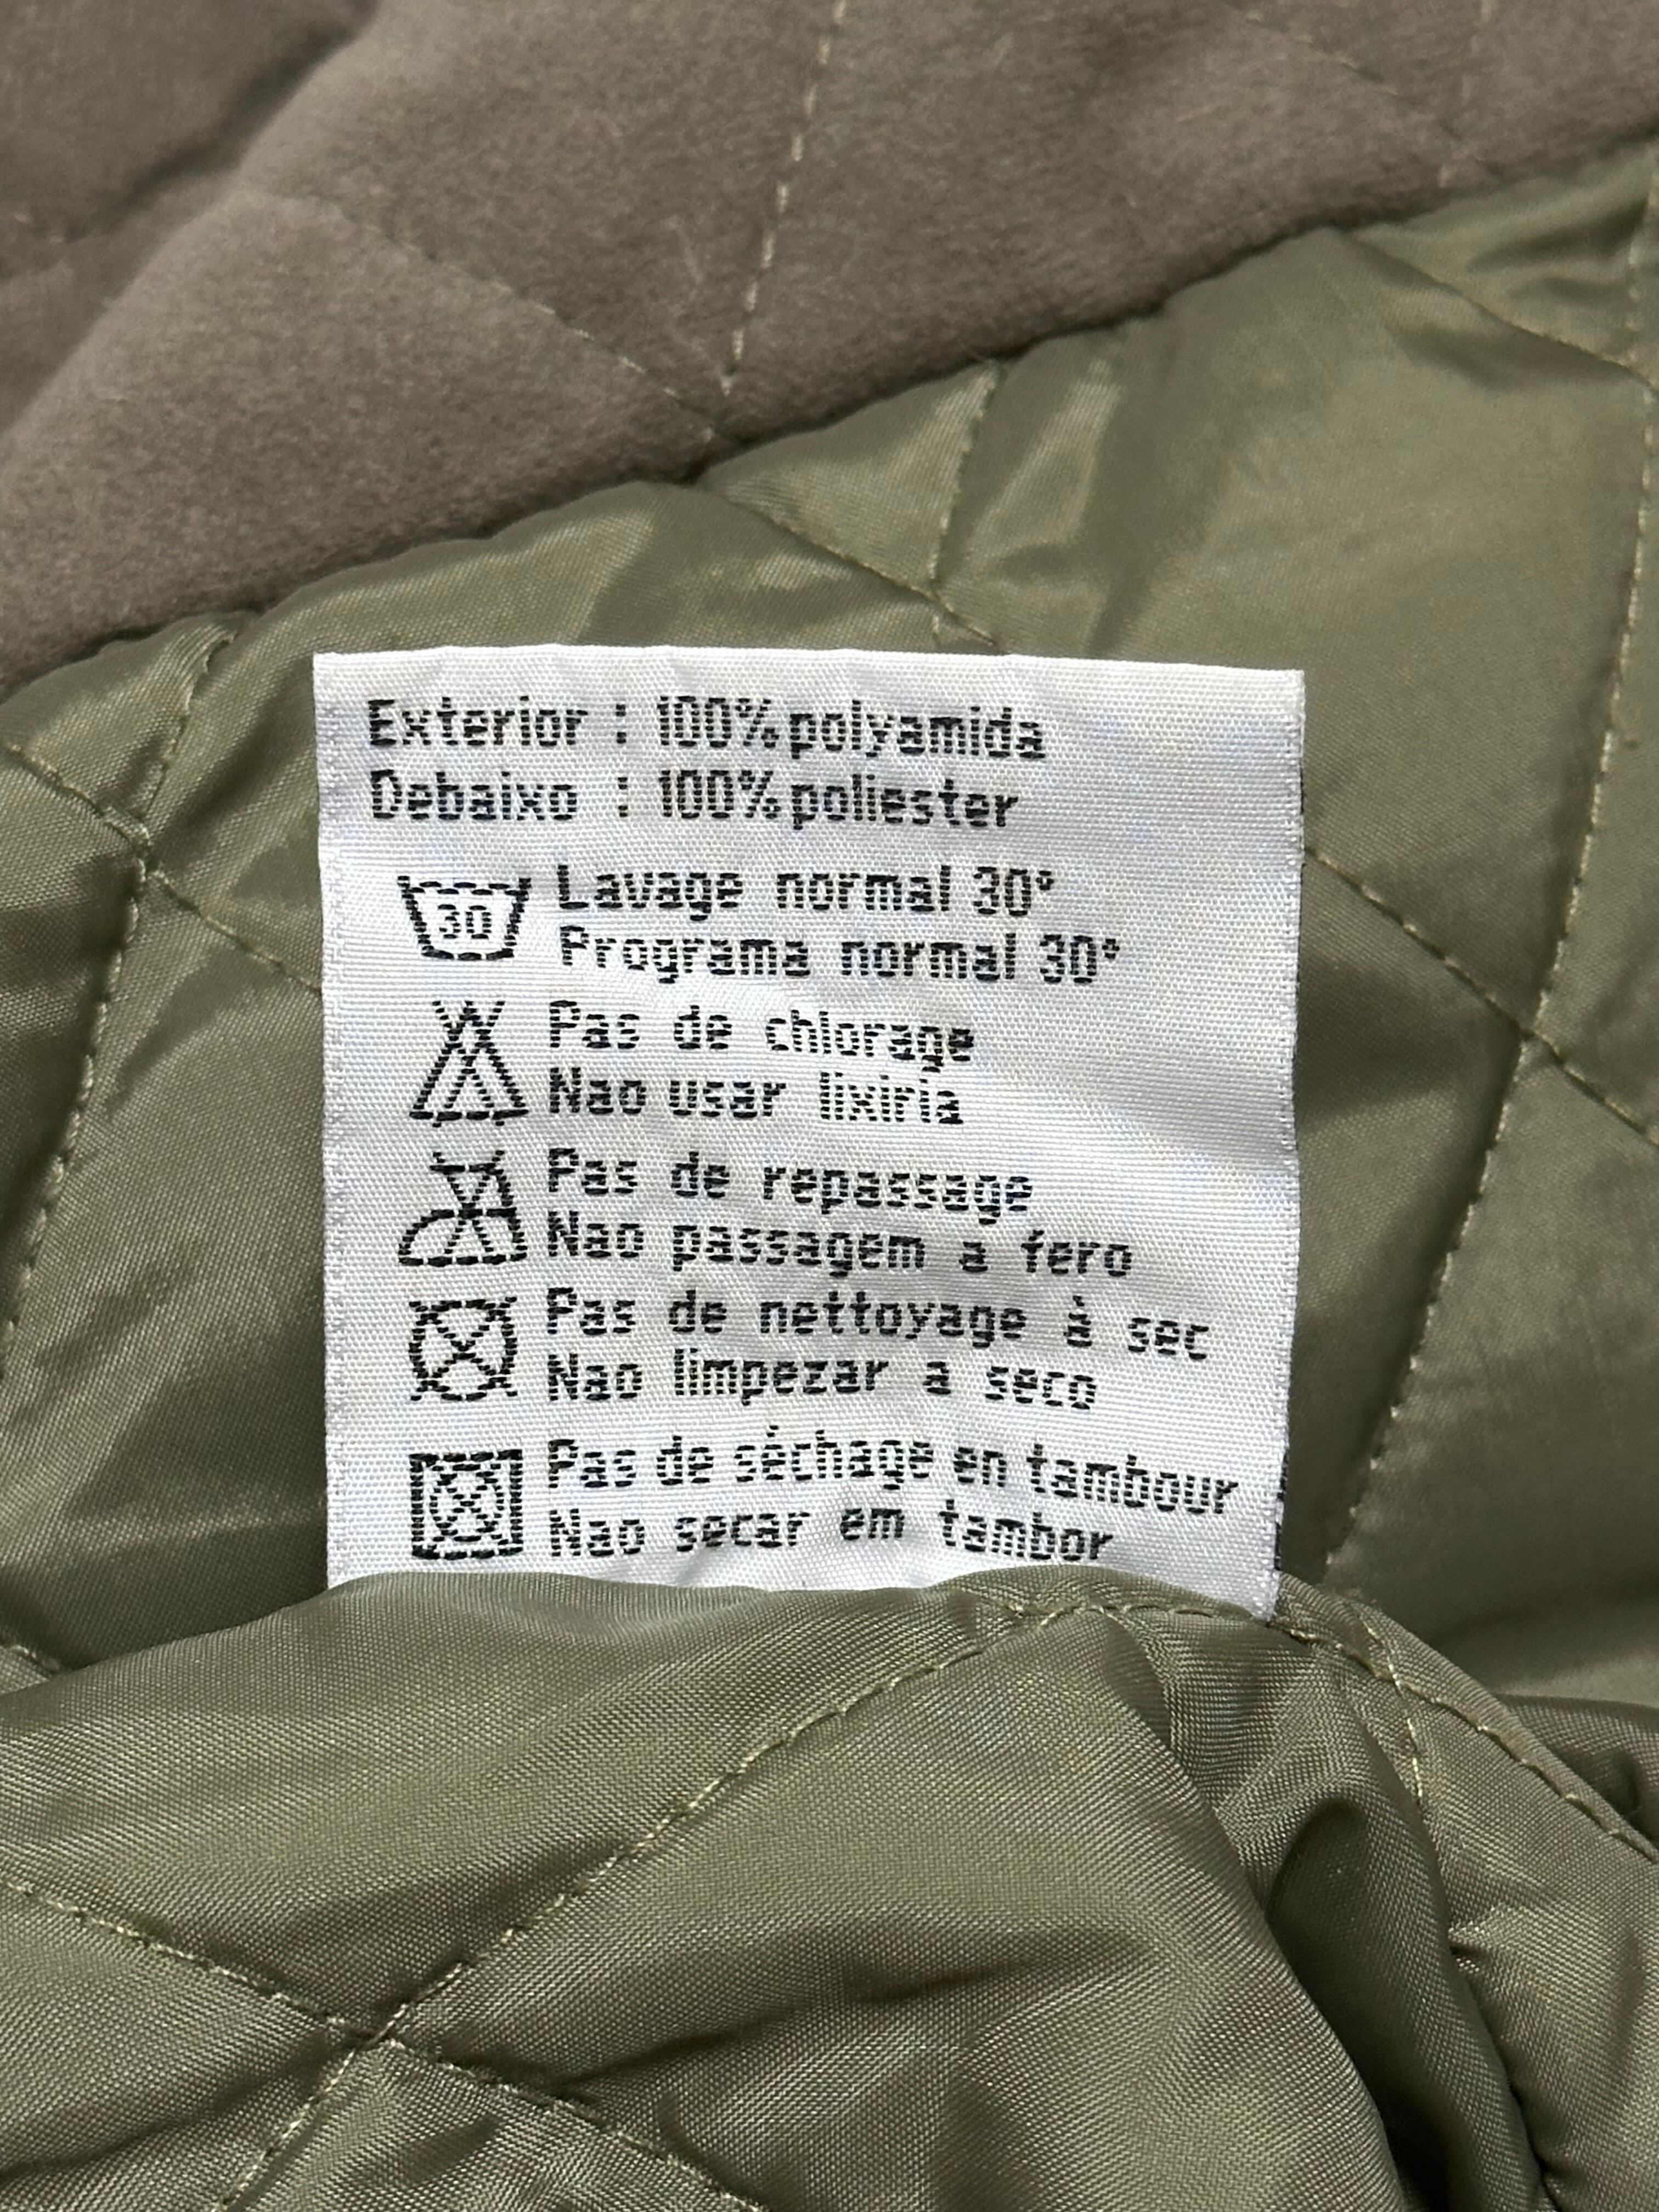 Exterior : 100% polyamida
Debaixo : 100% poliester
30 Lavage normal 30°
Programa normal 30°
Pas de chlorage
Nao usar lixiria
Pas de repassage
Nao passagem a fero
Pas de nettoyage à sec
Nao limpezar a seco
Pas de séchage en tambour
Nao secar em tambor